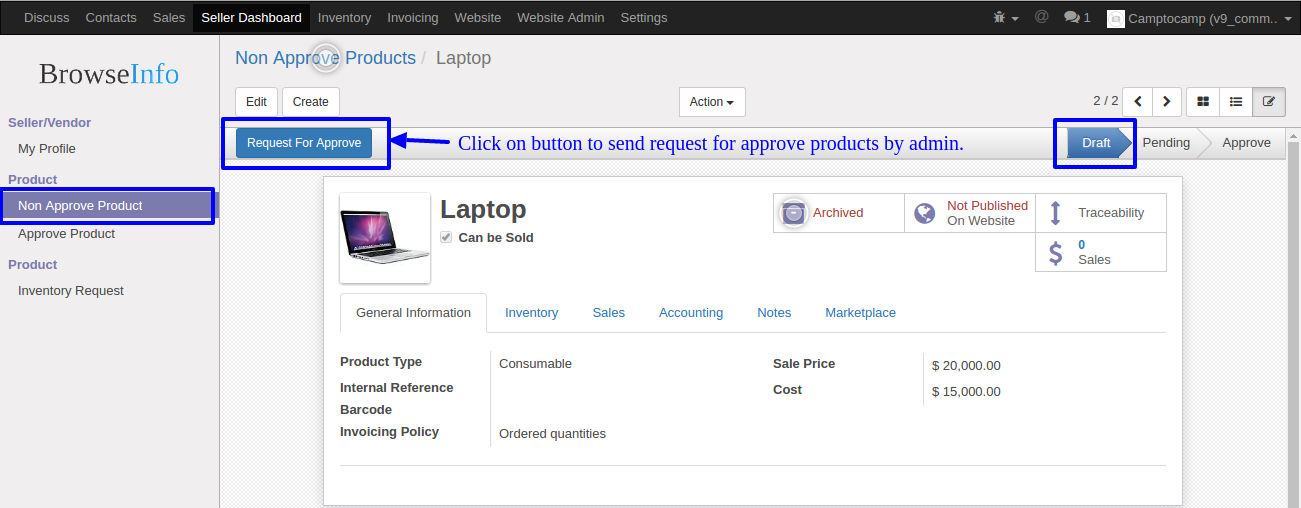 Discuss Contacts Sales Seller Dashboard Inventory Invoicing Website Website Admin Settings @ 1 Camptocamp (v9_comm..
BrowseInfo
Seller/Vendor
My Profile
Product
Non Approve Product
Approve Product
Product
Inventory Request
Non Approve Products / Laptop
Edit Create Action 2 / 2
Request For Approve Click on button to send request for approve products by admin. Draft Pending Approve
Laptop
Can be Sold
Archived
Not Published
On Website
Traceability
0
Sales
General Information Inventory Sales Accounting Notes Marketplace
Product Type Consumable Sale Price $ 20,000.00
Internal Reference Cost $ 15,000.00
Barcode
Invoicing Policy Ordered quantities